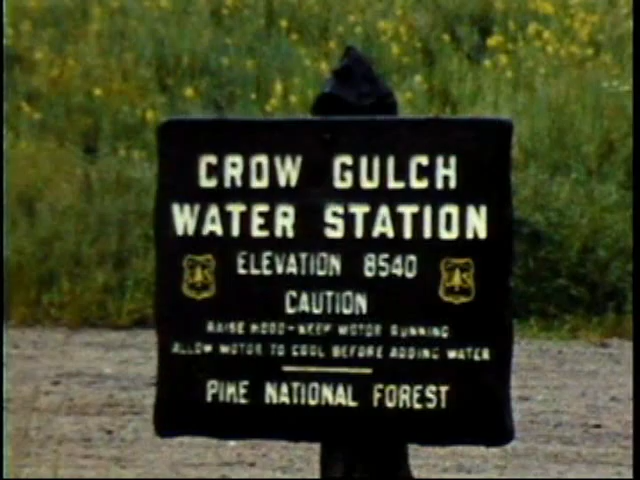 CROW GULCH
WATER STATION
ELEVATION 8540
CAUTION
RAISE HOOD-KEEP MOTOR RUNNING
ALLOW MOTOR TO COOL BEFORE ADDING WATER
PIKE NATIONAL FOREST